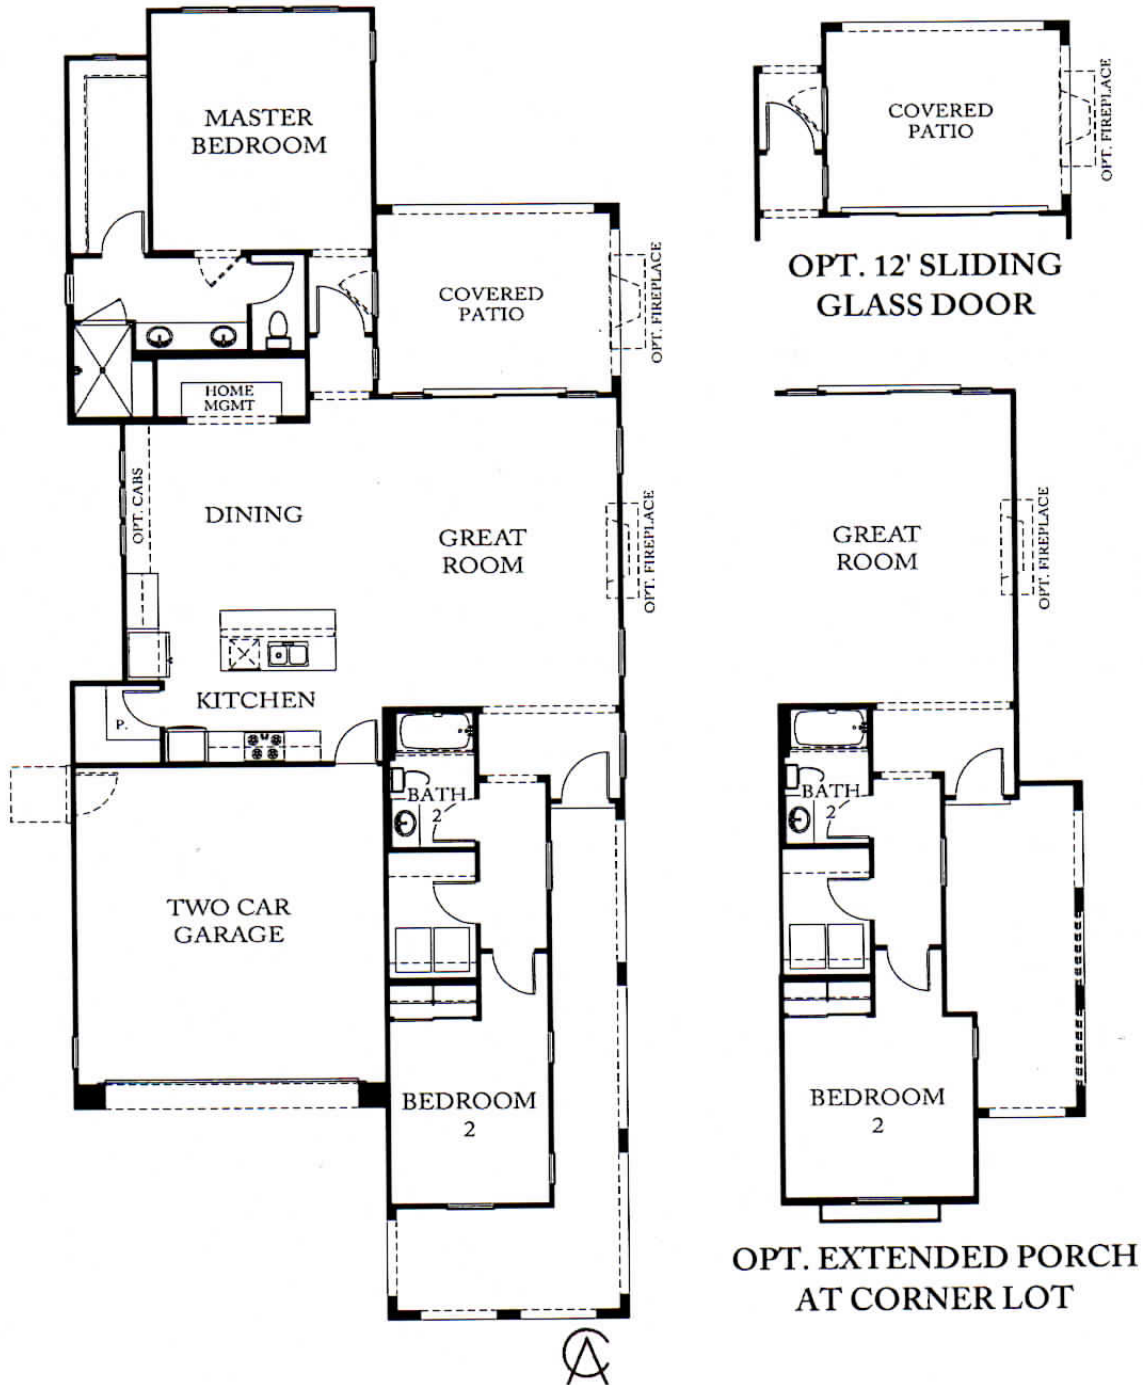 MASTER
BEDROOM
COVERED
PATIO
OPT. FIREPLACE
HOME
MGMT
OPT. CABS
DINING
GREAT
ROOM
OPT. FIREPLACE
KITCHEN
P.
BATH
2
TWO CAR
GARAGE
BEDROOM
2
COVERED
PATIO
OPT. FIREPLACE
OPT. 12' SLIDING
GLASS DOOR
GREAT
ROOM
OPT. FIREPLACE
BATH
2
BEDROOM
2
OPT. EXTENDED PORCH
AT CORNER LOT